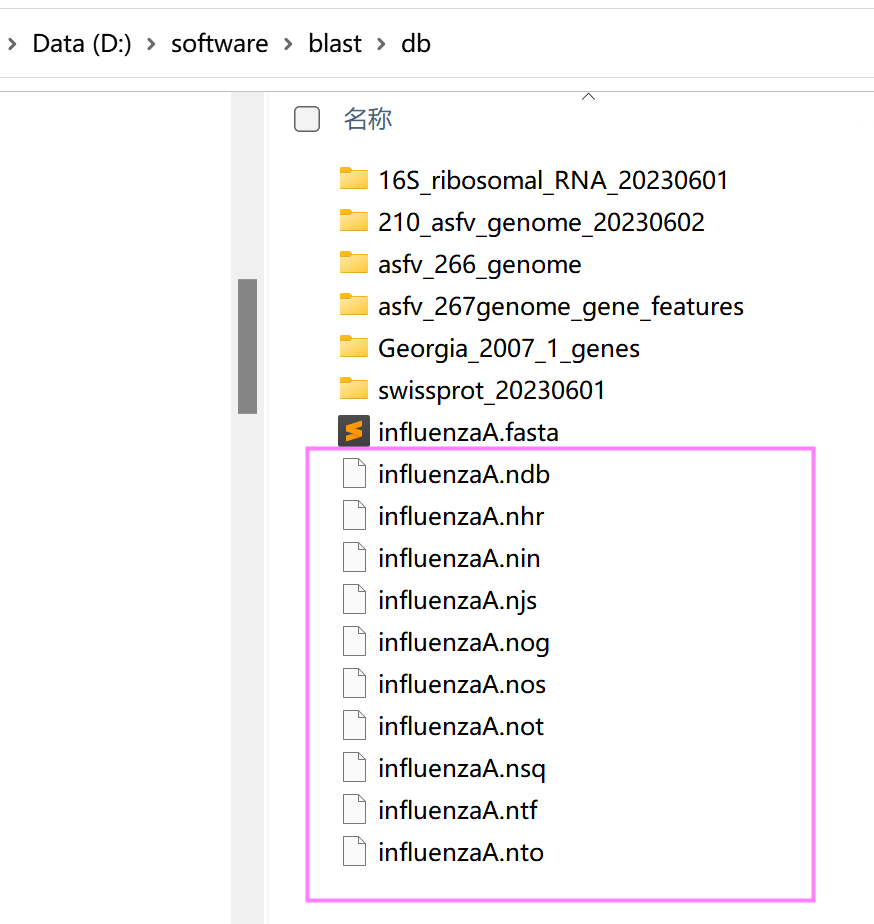 Data (D:) > software > blast > db
名称
16S_ribosomal_RNA_20230601
210_asfv_genome_20230602
asfv_266_genome
asfv_267genome_gene_features
Georgia_2007_1_genes
swissprot_20230601
influenzaA.fasta
influenzaA.ndb
influenzaA.nhr
influenzaA.nin
influenzaA.njs
influenzaA.nog
influenzaA.nos
influenzaA.not
influenzaA.nsq
influenzaA.ntf
influenzaA.nto